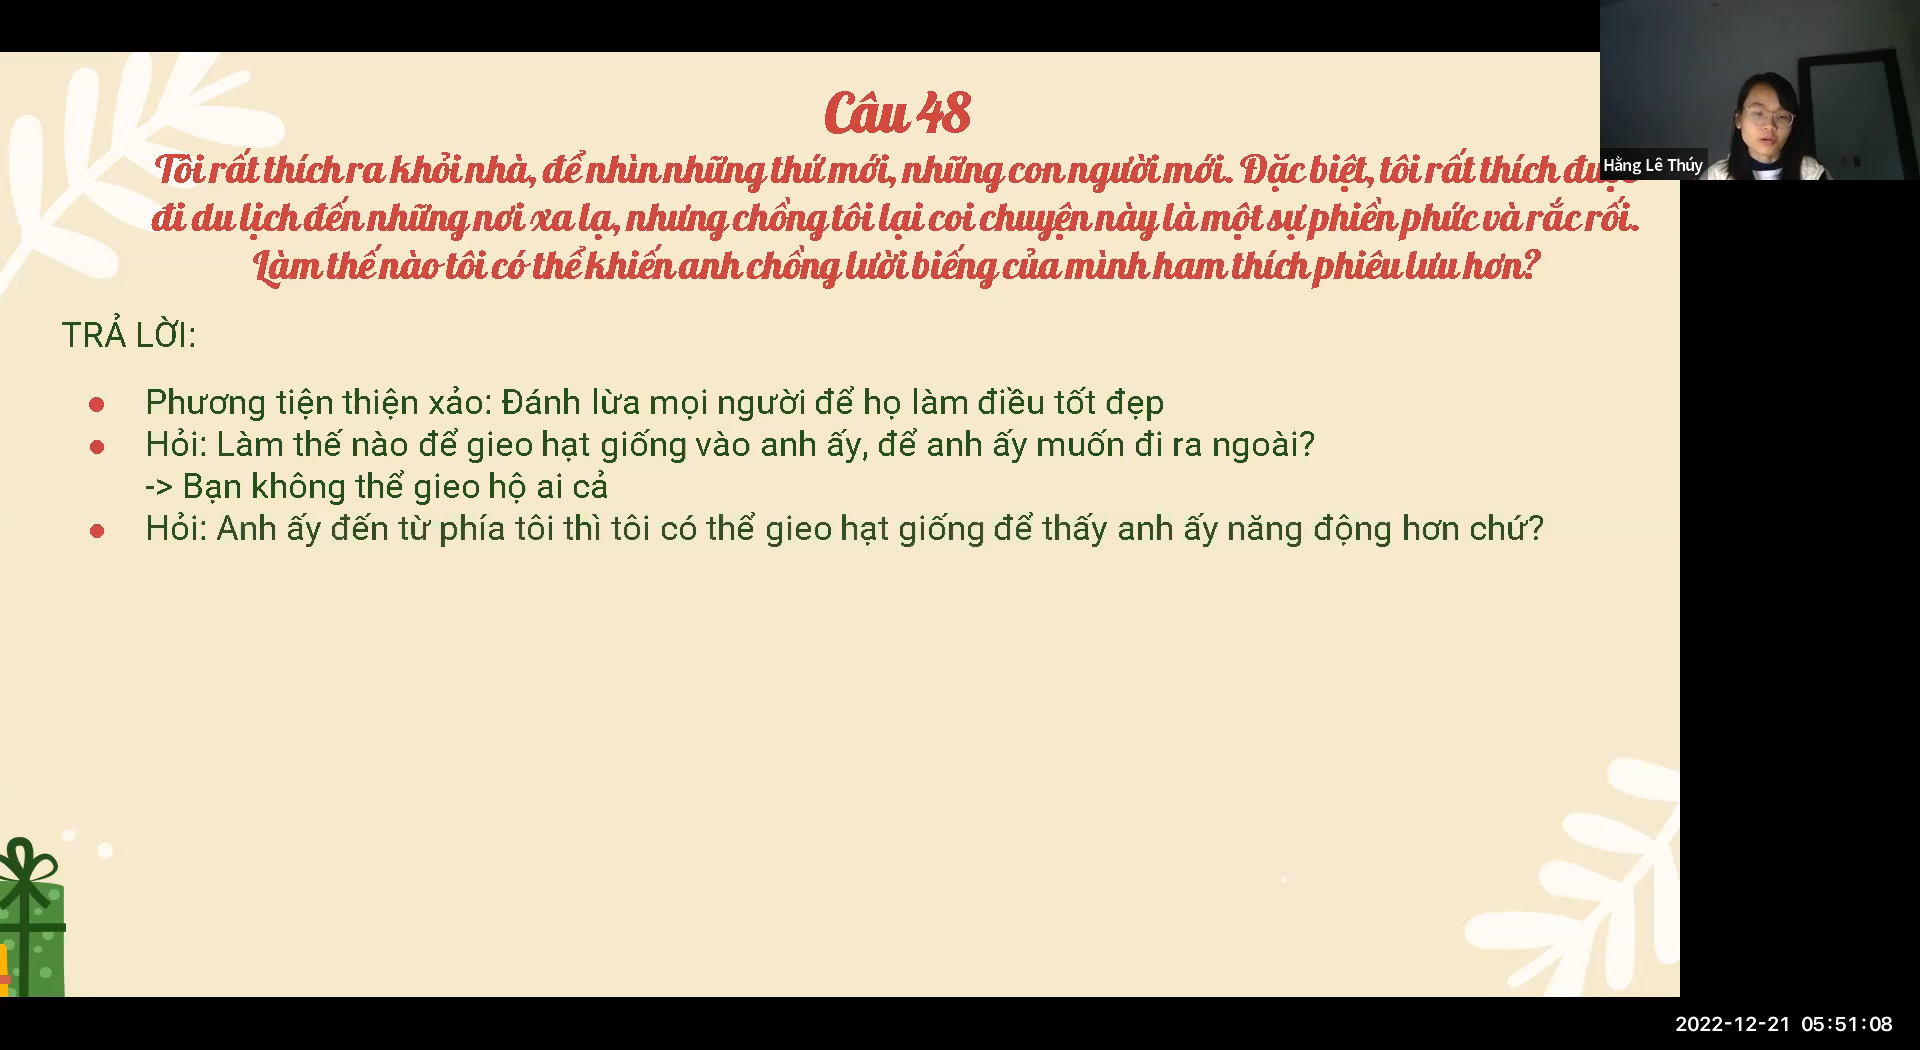 Câu 48
Tôi rất thích ra khỏi nhà, để nhìn những thứ mới, những con người mới. Đặc biệt, tôi rất thích
đi du lịch đến những nơi xa lạ, nhưng chồng tôi lại coi chuyện này là một sự phiền phức và rắc rối.
Làm thế nào tôi có thể khiến anh chồng lười biếng của mình ham thích phiêu lưu hơn?
Hằng Lê Thúy
TRẢ LỜI:
● Phương tiện thiện xảo: Đánh lừa mọi người để họ làm điều tốt đẹp
● Hỏi: Làm thế nào để gieo hạt giống vào anh ấy, để anh ấy muốn đi ra ngoài?
-> Bạn không thể gieo hộ ai cả
● Hỏi: Anh ấy đến từ phía tôi thì tôi có thể gieo hạt giống để thấy anh ấy năng động hơn chứ?
2022-12-21 05:51:08